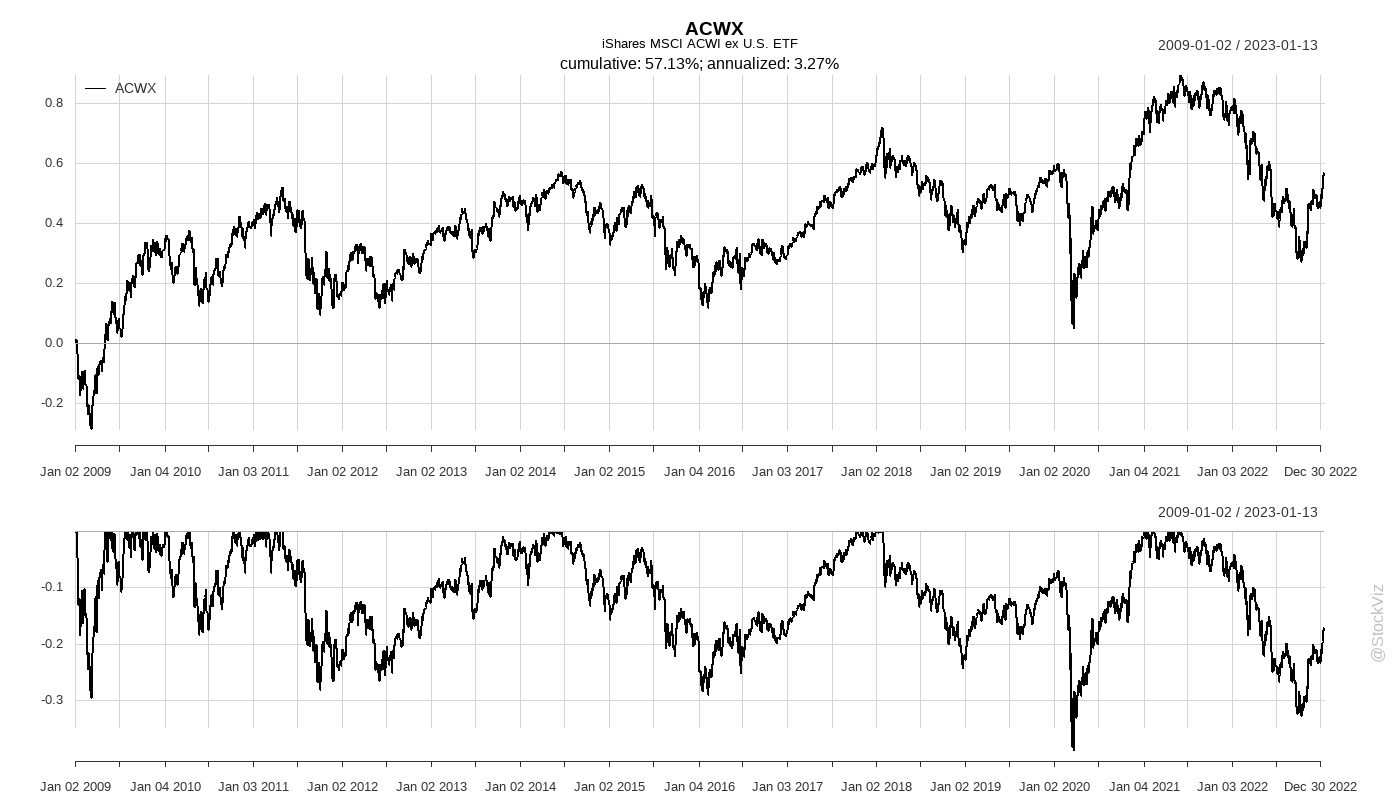 ACWX
iShares MSCI ACWI ex U.S. ETF
2009-01-02 / 2023-01-13
cumulative: 57.13%; annualized: 3.27%
ACWX
0.8
0.6
0.4
0.2
0.0
-0.2
Jan 02 2009 Jan 04 2010 Jan 03 2011 Jan 02 2012 Jan 02 2013 Jan 02 2014 Jan 02 2015 Jan 04 2016 Jan 03 2017 Jan 02 2018 Jan 02 2019 Jan 02 2020 Jan 04 2021 Jan 03 2022 Dec 30 2022
2009-01-02 / 2023-01-13
-0.1
-0.2
-0.3
Jan 02 2009 Jan 04 2010 Jan 03 2011 Jan 02 2012 Jan 02 2013 Jan 02 2014 Jan 02 2015 Jan 04 2016 Jan 03 2017 Jan 02 2018 Jan 02 2019 Jan 02 2020 Jan 04 2021 Jan 03 2022 Dec 30 2022
@StockViz